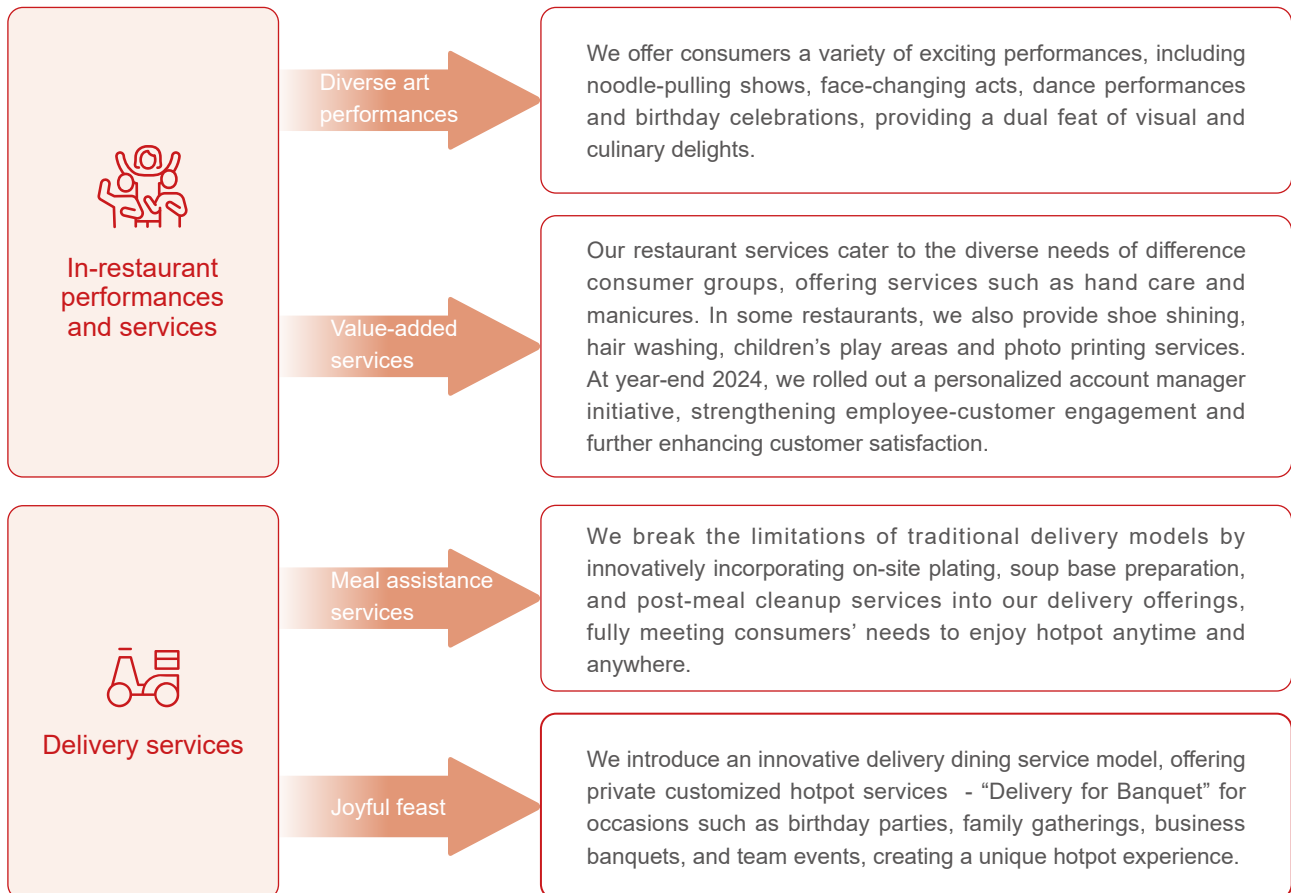 In-restaurant
performances
and services
Diverse art
performances
We offer consumers a variety of exciting performances, including
noodle-pulling shows, face-changing acts, dance performances
and birthday celebrations, providing a dual feat of visual and
culinary delights.
Value-added
services
Our restaurant services cater to the diverse needs of difference
consumer groups, offering services such as hand care and
manicures. In some restaurants, we also provide shoe shining,
hair washing, children’s play areas and photo printing services.
At year-end 2024, we rolled out a personalized account manager
initiative, strengthening employee-customer engagement and
further enhancing customer satisfaction.
Delivery services
Meal assistance
services
We break the limitations of traditional delivery models by
innovatively incorporating on-site plating, soup base preparation,
and post-meal cleanup services into our delivery offerings,
fully meeting consumers’ needs to enjoy hotpot anytime and
anywhere.
Joyful feast
We introduce an innovative delivery dining service model, offering
private customized hotpot services - “Delivery for Banquet” for
occasions such as birthday parties, family gatherings, business
banquets, and team events, creating a unique hotpot experience.